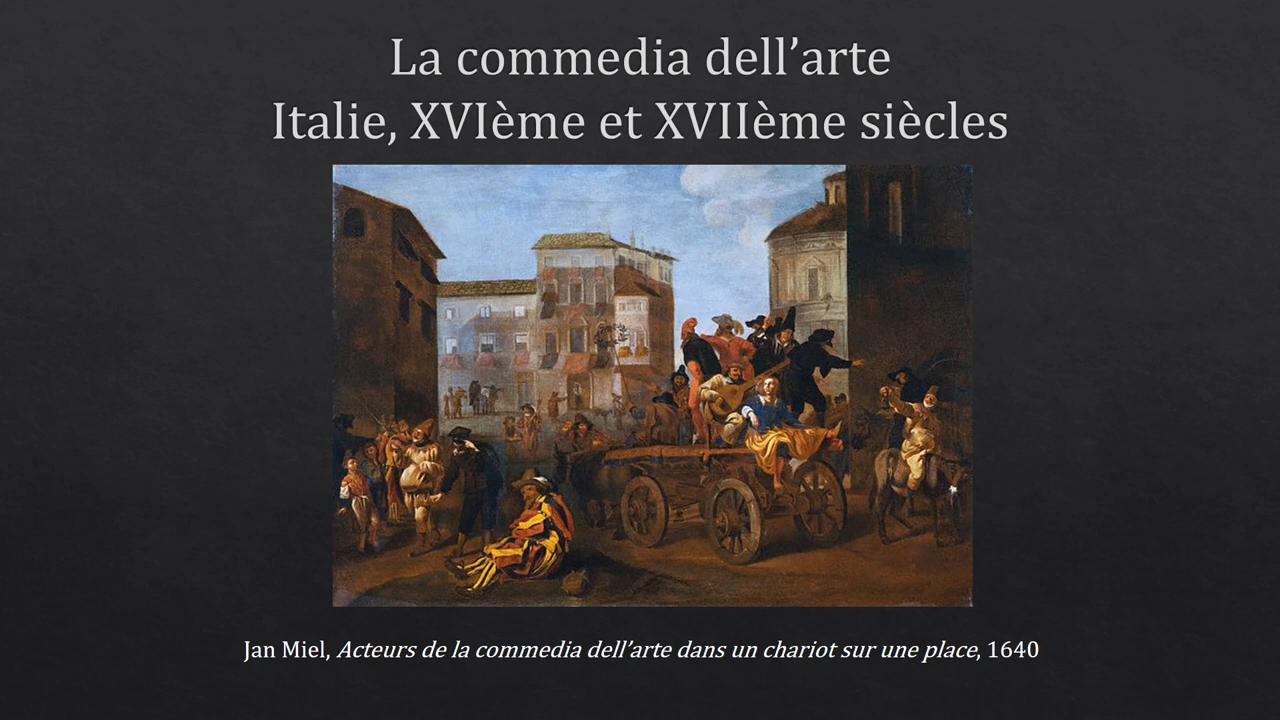 La commedia dell’arte
Italie, XVIème et XVIIème siècles
Jan Miel, Acteurs de la commedia dell’arte dans un chariot sur une place, 1640